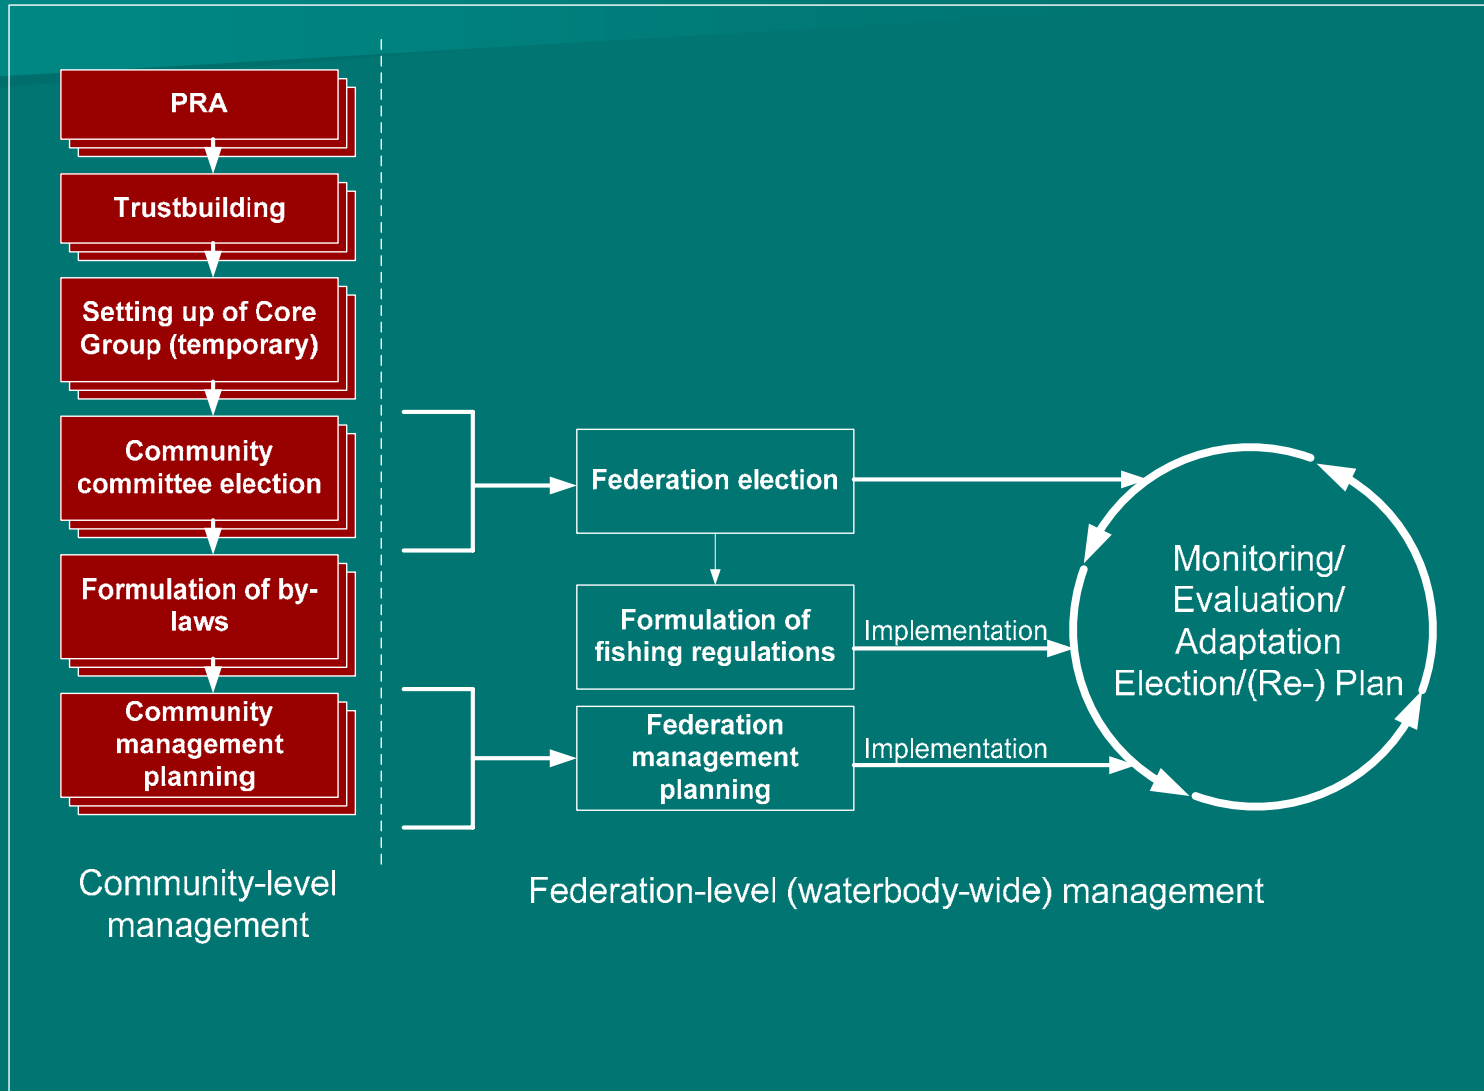 PRA
Trustbuilding
Setting up of Core
Group (temporary)
Community
committee election
Formulation of by-
laws
Community
management
planning
Community-level
management
Federation election
Formulation of
fishing regulations
Implementation
Federation
management
planning
Implementation
Monitoring/
Evaluation/
Adaptation
Election/(Re-) Plan
Federation-level (waterbody-wide) management